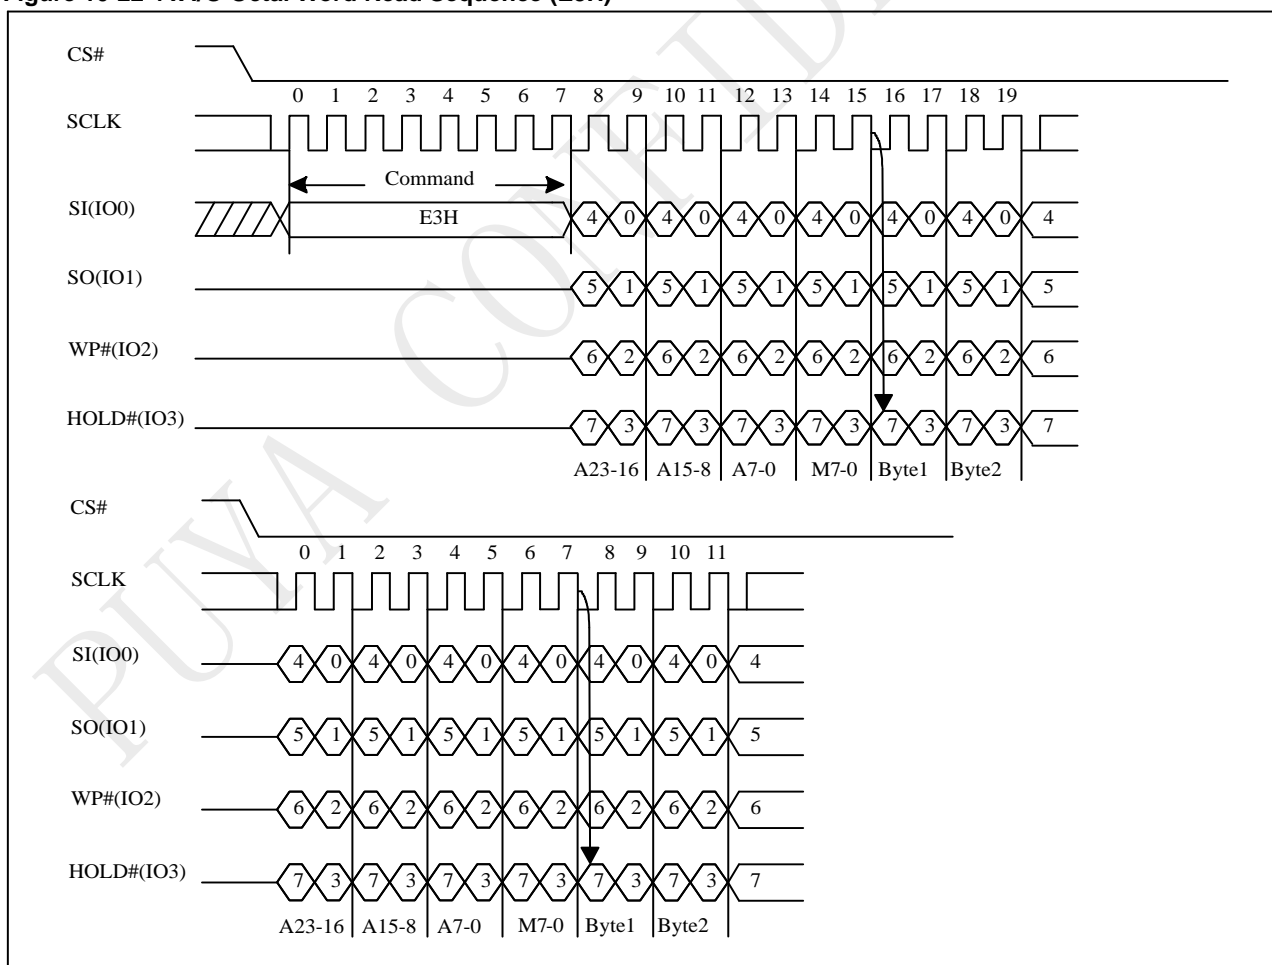 CS#
0 1 2 3 4 5 6 7 8 9 10 11 12 13 14 15 16 17 18 19
SCLK
Command
SI(IO0) E3H 4 0 4 0 4 0 4 0 4 0 4 0 4
SO(IO1) 5 1 5 1 5 1 5 1 5 1 5 1 5
WP#(IO2) 6 2 6 2 6 2 6 2 6 2 6 2 6
HOLD#(IO3) 7 3 7 3 7 3 7 3 7 3 7 3 7
A23-16 A15-8 A7-0 M7-0 Byte1 Byte2
CS#
0 1 2 3 4 5 6 7 8 9 10 11
SCLK
SI(IO0) 4 0 4 0 4 0 4 0 4 0 4 0 4
SO(IO1) 5 1 5 1 5 1 5 1 5 1 5 1 5
WP#(IO2) 6 2 6 2 6 2 6 2 6 2 6 2 6
HOLD#(IO3) 7 3 7 3 7 3 7 3 7 3 7 3 7
A23-16 A15-8 A7-0 M7-0 Byte1 Byte2
PUYA CONFID